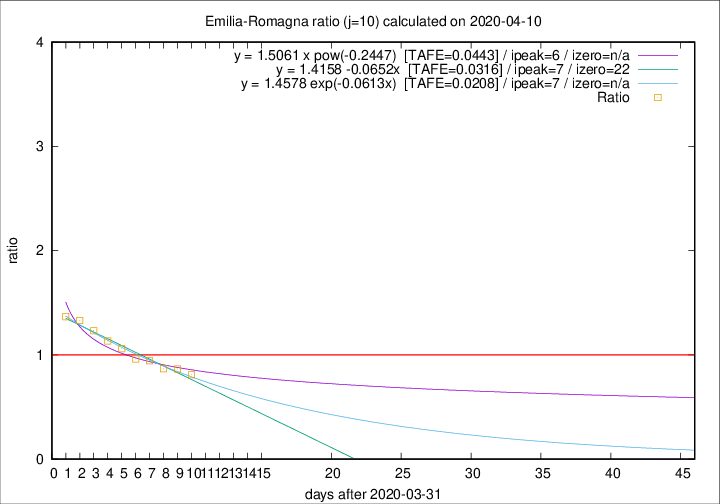 Emilia-Romagna ratio (j=10) calculated on 2020-04-10
y = 1.5061 x pow(-0.2447) [TAFE=0.0443] / ipeak=6 / izero=n/a
y = 1.4158 -0.0652x [TAFE=0.0316] / ipeak=7 / izero=22
y = 1.4578 exp(-0.0613x) [TAFE=0.0208] / ipeak=7 / izero=n/a
Ratio
4
3
2
1
0
ratio
0 1 2 3 4 5 6 7 8 9 10 11 12 13 14 15 20 25 30 35 40 45
days after 2020-03-31